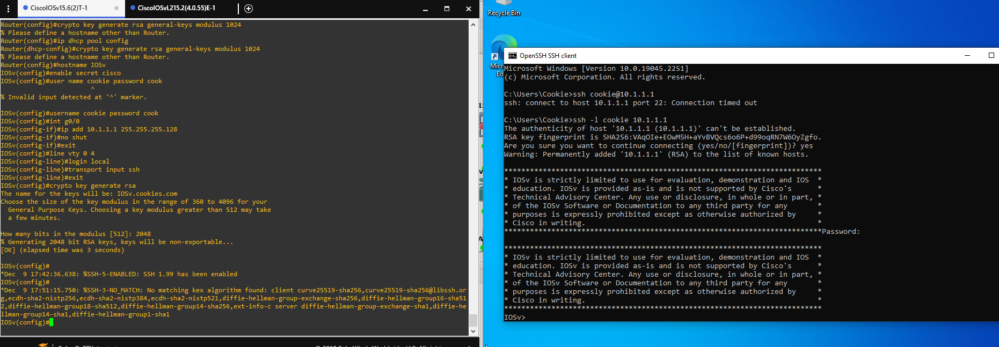 CiscoIOSv15.6(2)T-1
CiscoIOSvL215.2(4.0.55)E-1
Router(config)#crypto key generate rsa general-keys modulus 1024
% Please define a hostname other than Router.
Router(config)#ip dhcp pool config
Router(dhcp-config)#crypto key generate rsa general-keys modulus 1024
% Please define a hostname other than Router.
Router(config)#hostname IOSv
IOSv(config)#enable secret cisco
IOSv(config)#user name cookie password cook
^
% Invalid input detected at '^' marker.
IOSv(config)#username cookie password cook
IOSv(config)#int g0/0
IOSv(config-if)#ip add 10.1.1.1 255.255.255.128
IOSv(config-if)#no shut
IOSv(config-if)#exit
IOSv(config)#line vty 0 4
IOSv(config-line)#login local
IOSv(config-line)#transport input ssh
IOSv(config-line)#exit
IOSv(config)#crypto key generate rsa
The name for the keys will be: IOSv.cookies.com
Choose the size of the key modulus in the range of 360 to 4096 for your
General Purpose Keys. Choosing a key modulus greater than 512 may take
a few minutes.
How many bits in the modulus [512]: 2048
% Generating 2048 bit RSA keys, keys will be non-exportable...
[OK] (elapsed time was 3 seconds)
IOSv(config)#
*Dec  9 17:42:36.638: %SSH-5-ENABLED: SSH 1.99 has been enabled
IOSv(config)#
*Dec  9 17:51:15.750: %SSH-3-NO_MATCH: No matching kex algorithm found: client curve25519-sha256,curve25519-sha256@libssh.or
g,ecdh-sha2-nistp256,ecdh-sha2-nistp384,ecdh-sha2-nistp521,diffie-hellman-group-exchange-sha256,diffie-hellman-group16-sha51
2,diffie-hellman-group18-sha512,diffie-hellman-group14-sha256,ext-info-c server diffie-hellman-group-exchange-sha1,diffie-he
llman-group14-sha1,diffie-hellman-group1-sha1
IOSv(config)#
Recycle Bin
Micr
Ed
OpenSSH SSH client
Microsoft Windows [Version 10.0.19045.2251]
(c) Microsoft Corporation. All rights reserved.
C:\Users\Cookie>ssh cookie@10.1.1.1
ssh: connect to host 10.1.1.1 port 22: Connection timed out
C:\Users\Cookie>ssh -l cookie 10.1.1.1
The authenticity of host '10.1.1.1 (10.1.1.1)' can't be established.
RSA key fingerprint is SHA256:VAqOIe+EOwM5H+aYvBVQcs6o6P+d99oqRN7W6OyZgfo.
Are you sure you want to continue connecting (yes/no/[fingerprint])? yes
Warning: Permanently added '10.1.1.1' (RSA) to the list of known hosts.
**************************************************************************
* IOSv is strictly limited to use for evaluation, demonstration and IOS  *
* education. IOSv is provided as-is and is not supported by Cisco's      *
* Technical Advisory Center. Any use or disclosure, in whole or in part, *
* of the IOSv Software or Documentation to any third party for any       *
* purposes is expressly prohibited except as otherwise authorized by     *
* Cisco in writing.                                                      *
**************************************************************************Password:
**************************************************************************
* IOSv is strictly limited to use for evaluation, demonstration and IOS  *
* education. IOSv is provided as-is and is not supported by Cisco's      *
* Technical Advisory Center. Any use or disclosure, in whole or in part, *
* of the IOSv Software or Documentation to any third party for any       *
* purposes is expressly prohibited except as otherwise authorized by     *
* Cisco in writing.                                                      *
**************************************************************************
IOSv>